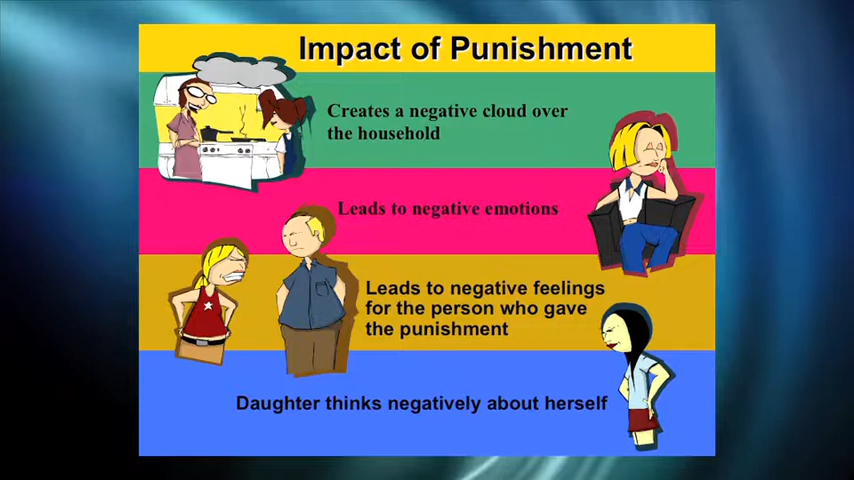 Impact of Punishment
Creates a negative cloud over
the household
Leads to negative emotions
Leads to negative feelings
for the person who gave
the punishment
Daughter thinks negatively about herself